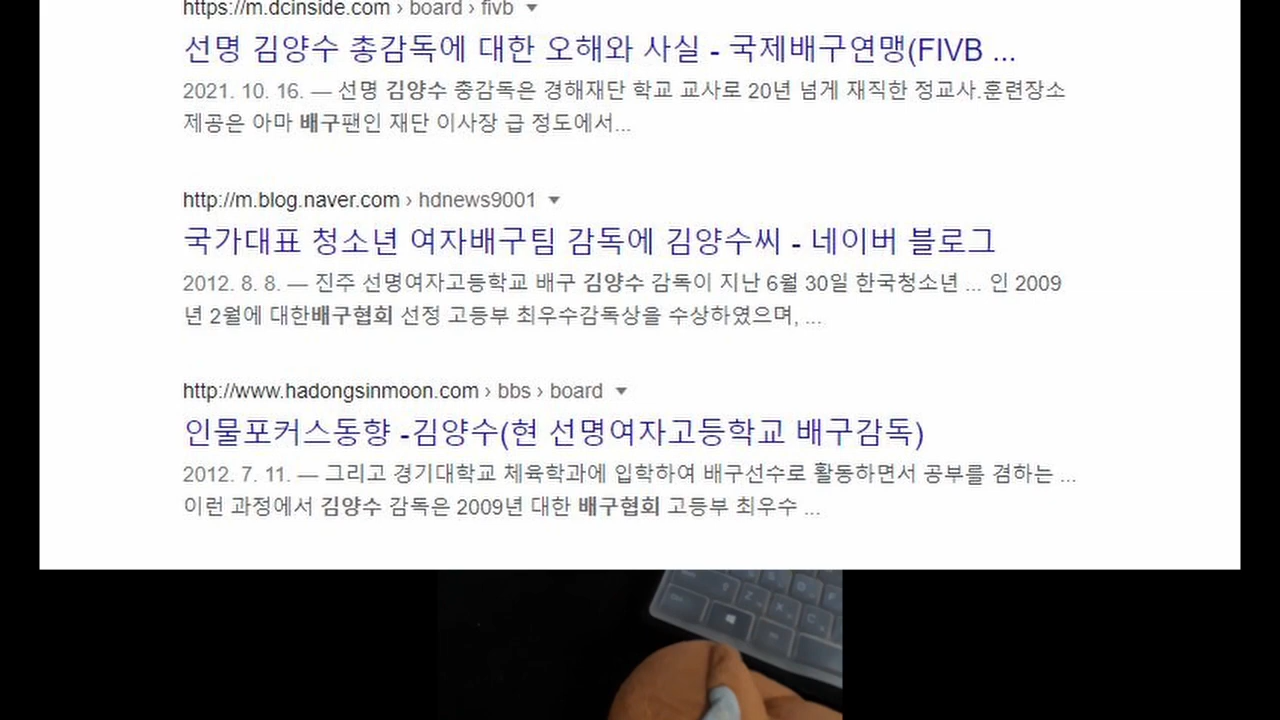 https://m.dcinside.com › board › fivb
선명 김양수 총감독에 대한 오해와 사실 - 국제배구연맹(FIVB ...
2021. 10. 16. — 선명 김양수 총감독은 경해재단 학교 교사로 20년 넘게 재직한 정교사.훈련장소
제공은 아마 배구팬인 재단 이사장 급 정도에서...
http://m.blog.naver.com › hdnews9001
국가대표 청소년 여자배구팀 감독에 김양수씨 - 네이버 블로그
2012. 8. 8. — 진주 선명여자고등학교 배구 김양수 감독이 지난 6월 30일 한국청소년 ... 인 2009
년 2월에 대한배구협회 선정 고등부 최우수감독상을 수상하였으며, ...
http://www.hadongsinmoon.com › bbs › board
인물포커스동향 -김양수(현 선명여자고등학교 배구감독)
2012. 7. 11. — 그리고 경기대학교 체육학과에 입학하여 배구선수로 활동하면서 공부를 겸하는 ...
이런 과정에서 김양수 감독은 2009년 대한 배구협회 고등부 최우수 ...